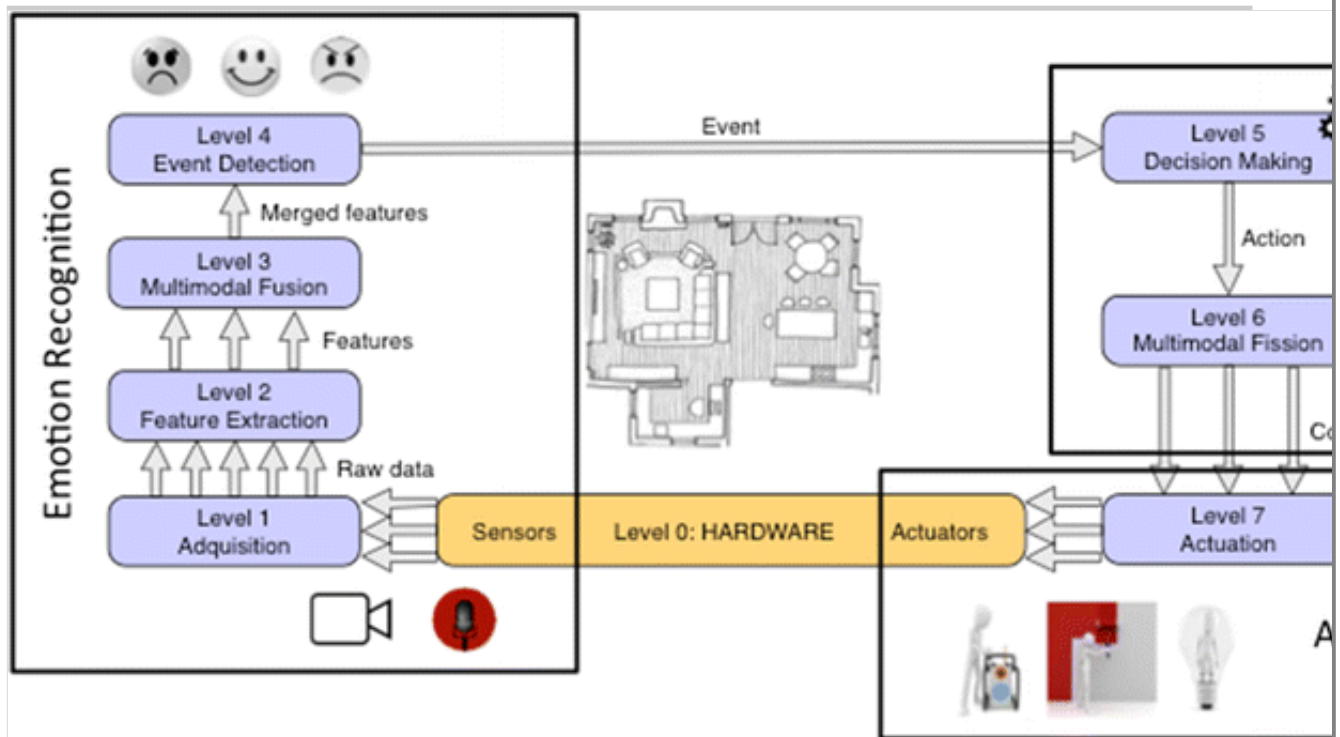 Emotion Recognition
Level 4
Event Detection
Merged features
Level 3
Multimodal Fusion
Features
Level 2
Feature Extraction
Raw data
Level 1
Adquisition
Sensors
Level 0: HARDWARE
Actuators
Event
Level 5
Decision Making
Action
Level 6
Multimodal Fission
Level 7
Actuation